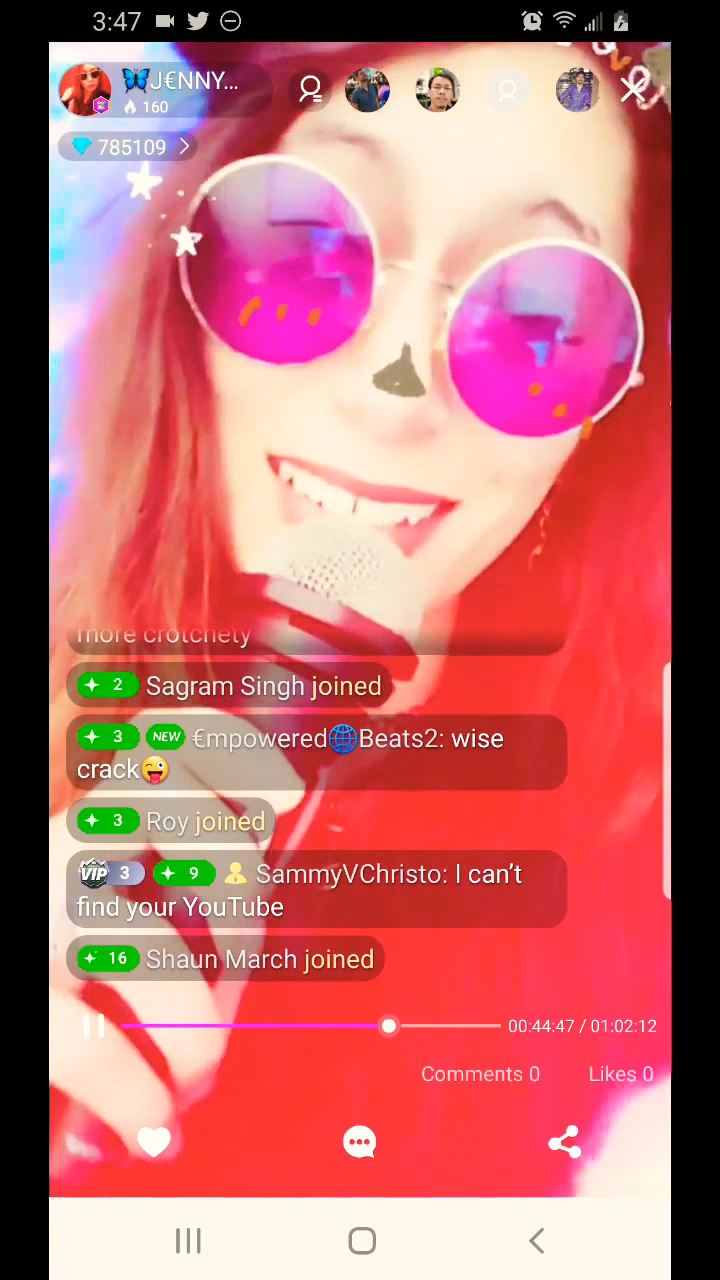 3:47
🦋J€NNY...
160
785109
more crotchety
2 Sagram Singh joined
3 NEW €mpowered🌐Beats2: wise
crack😜
3 Roy joined
VIP 3 9 SammyVChristo: I can't
find your YouTube
16 Shaun March joined
00:44:47 / 01:02:12
Comments 0 Likes 0